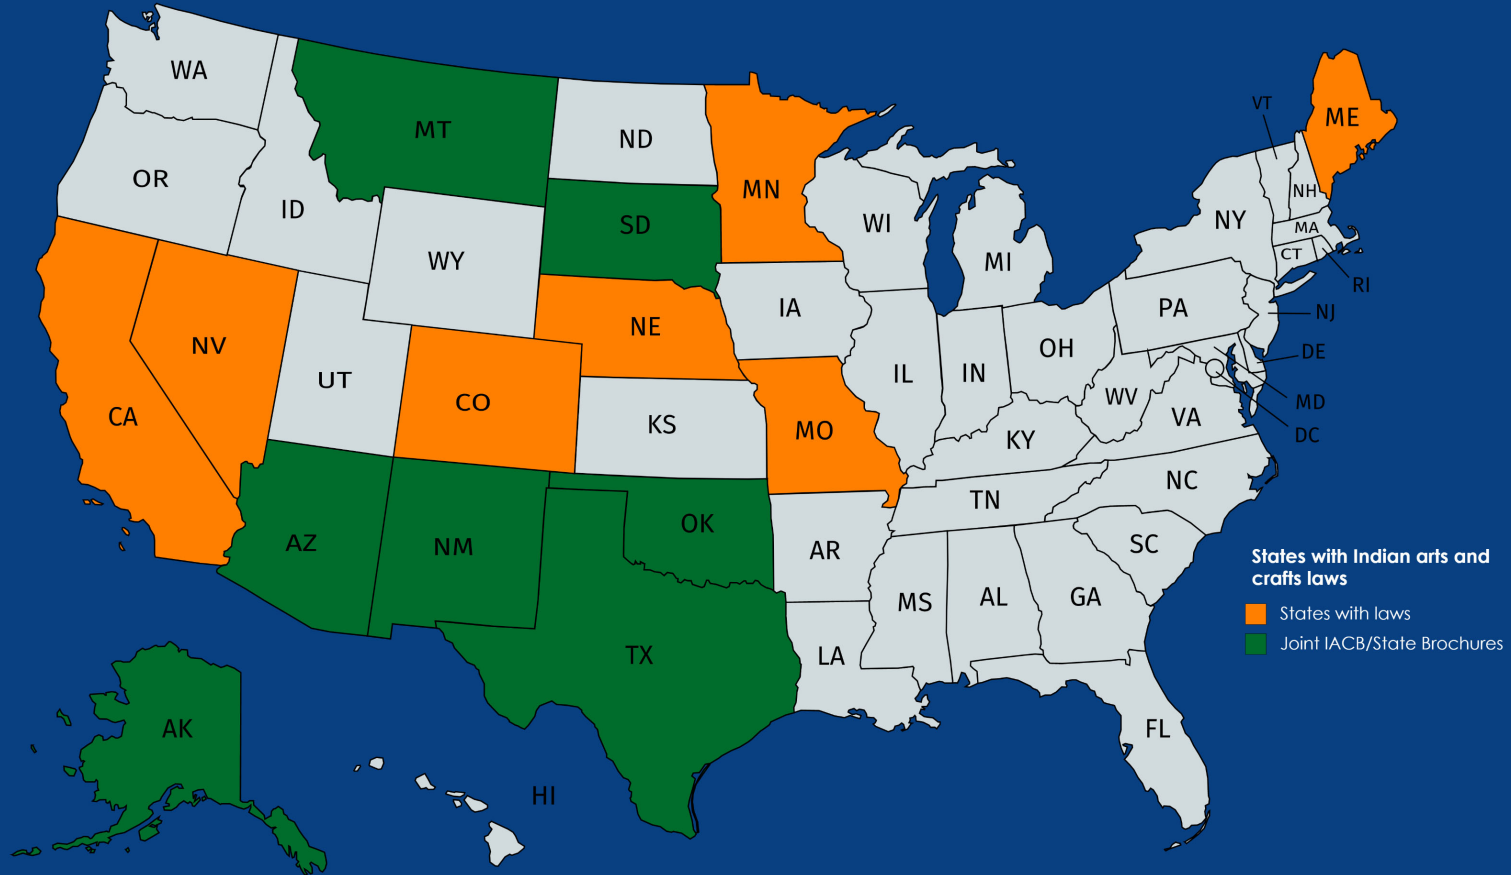 WA
MT
ND
MN
ME
VT
OR
ID
SD
WI
NH
NY
MA
WY
MI
CT
RI
IA
PA
NJ
NE
NV
OH
DE
UT
IL
IN
CO
WV
MD
CA
KS
MO
VA
DC
KY
NC
TN
OK
AZ
NM
AR
SC
States with Indian arts and
crafts laws
MS
AL
GA
States with laws
Joint IACB/State Brochures
TX
LA
AK
FL
HI